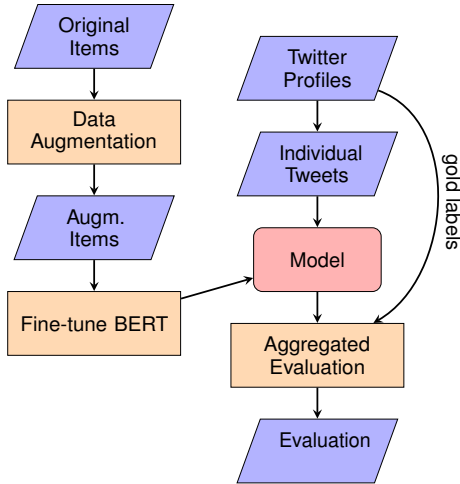 Original
Items
Data
Augmentation
Augm.
Items
Fine-tune BERT
Twitter
Profiles
Individual
Tweets
Model
Aggregated
Evaluation
Evaluation
gold labels